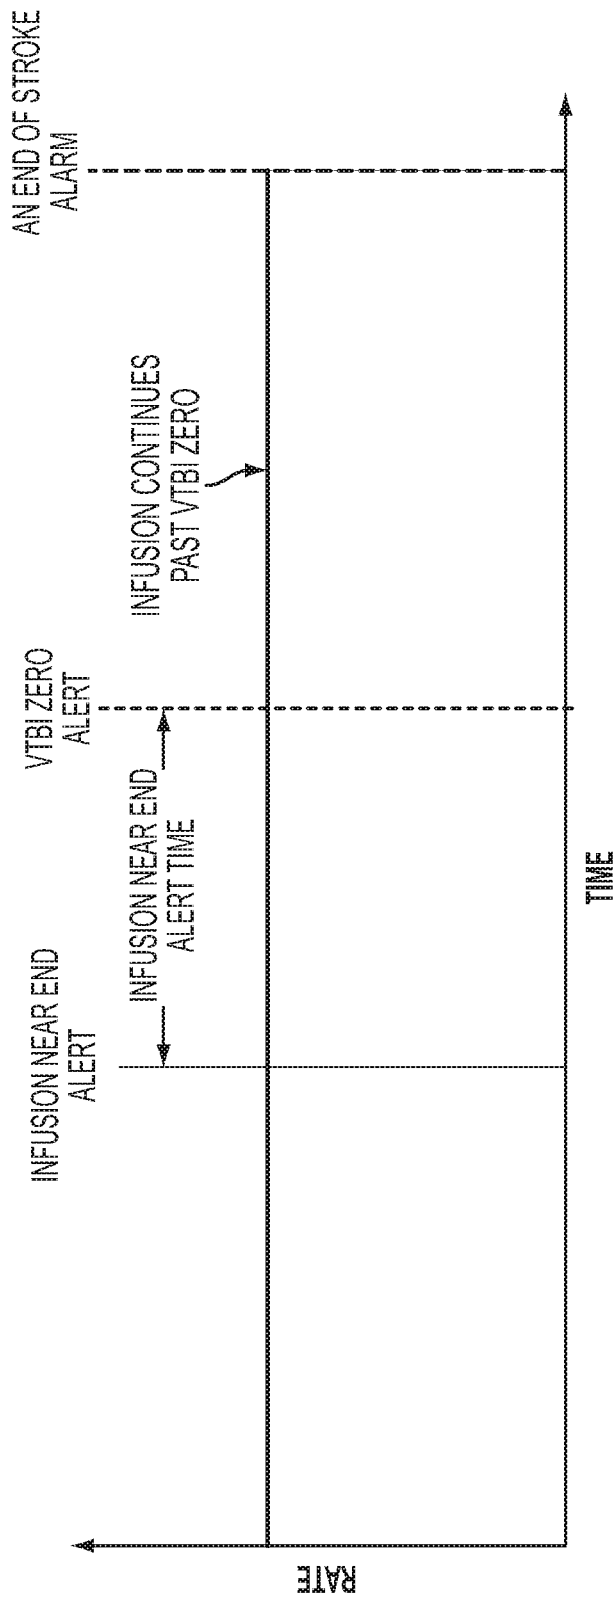 INFUSION NEAR END
ALERT
VTBI ZERO
ALERT
AN END OF STROKE
ALARM
INFUSION NEAR END
ALERT TIME
INFUSION CONTINUES
PAST VTBI ZERO
RATE
TIME